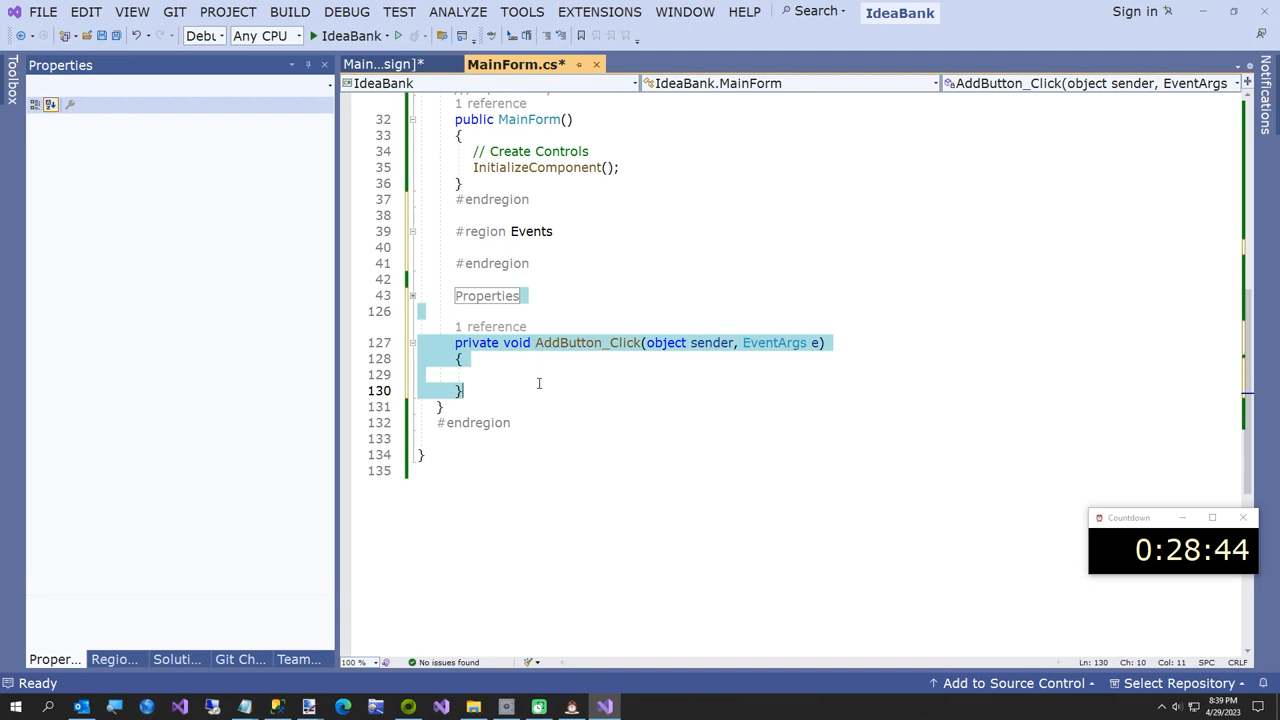 FILE EDIT VIEW GIT PROJECT BUILD DEBUG TEST ANALYZE TOOLS EXTENSIONS WINDOW HELP Search IdeaBank Sign in
Debu Any CPU IdeaBank
Toolbox
Properties
Main...sign]* MainForm.cs*
IdeaBank IdeaBank.MainForm AddButton_Click(object sender, EventArgs
Notifications
1 reference
32 public MainForm()
33 {
34 // Create Controls
35 InitializeComponent();
36 }
37 #endregion
38
39 #region Events
40
41 #endregion
42
43 Properties
126
1 reference
127 private void AddButton_Click(object sender, EventArgs e)
128 {
129
130 }
131 }
132 #endregion
133
134 }
135
Countdown
0:28:44
Proper... Regio... Soluti... Git Ch... Team...
100 % No issues found Ln: 130 Ch: 10 Col: 11 SPC CRLF
Ready Add to Source Control Select Repository
8:39 PM
4/29/2023